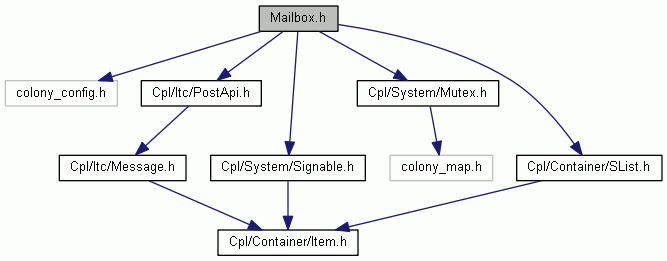 Mailbox.h
colony_config.h
Cpl/Itc/PostApi.h
Cpl/System/Mutex.h
Cpl/Itc/Message.h
Cpl/System/Signable.h
colony_map.h
Cpl/Container/SList.h
Cpl/Container/Item.h